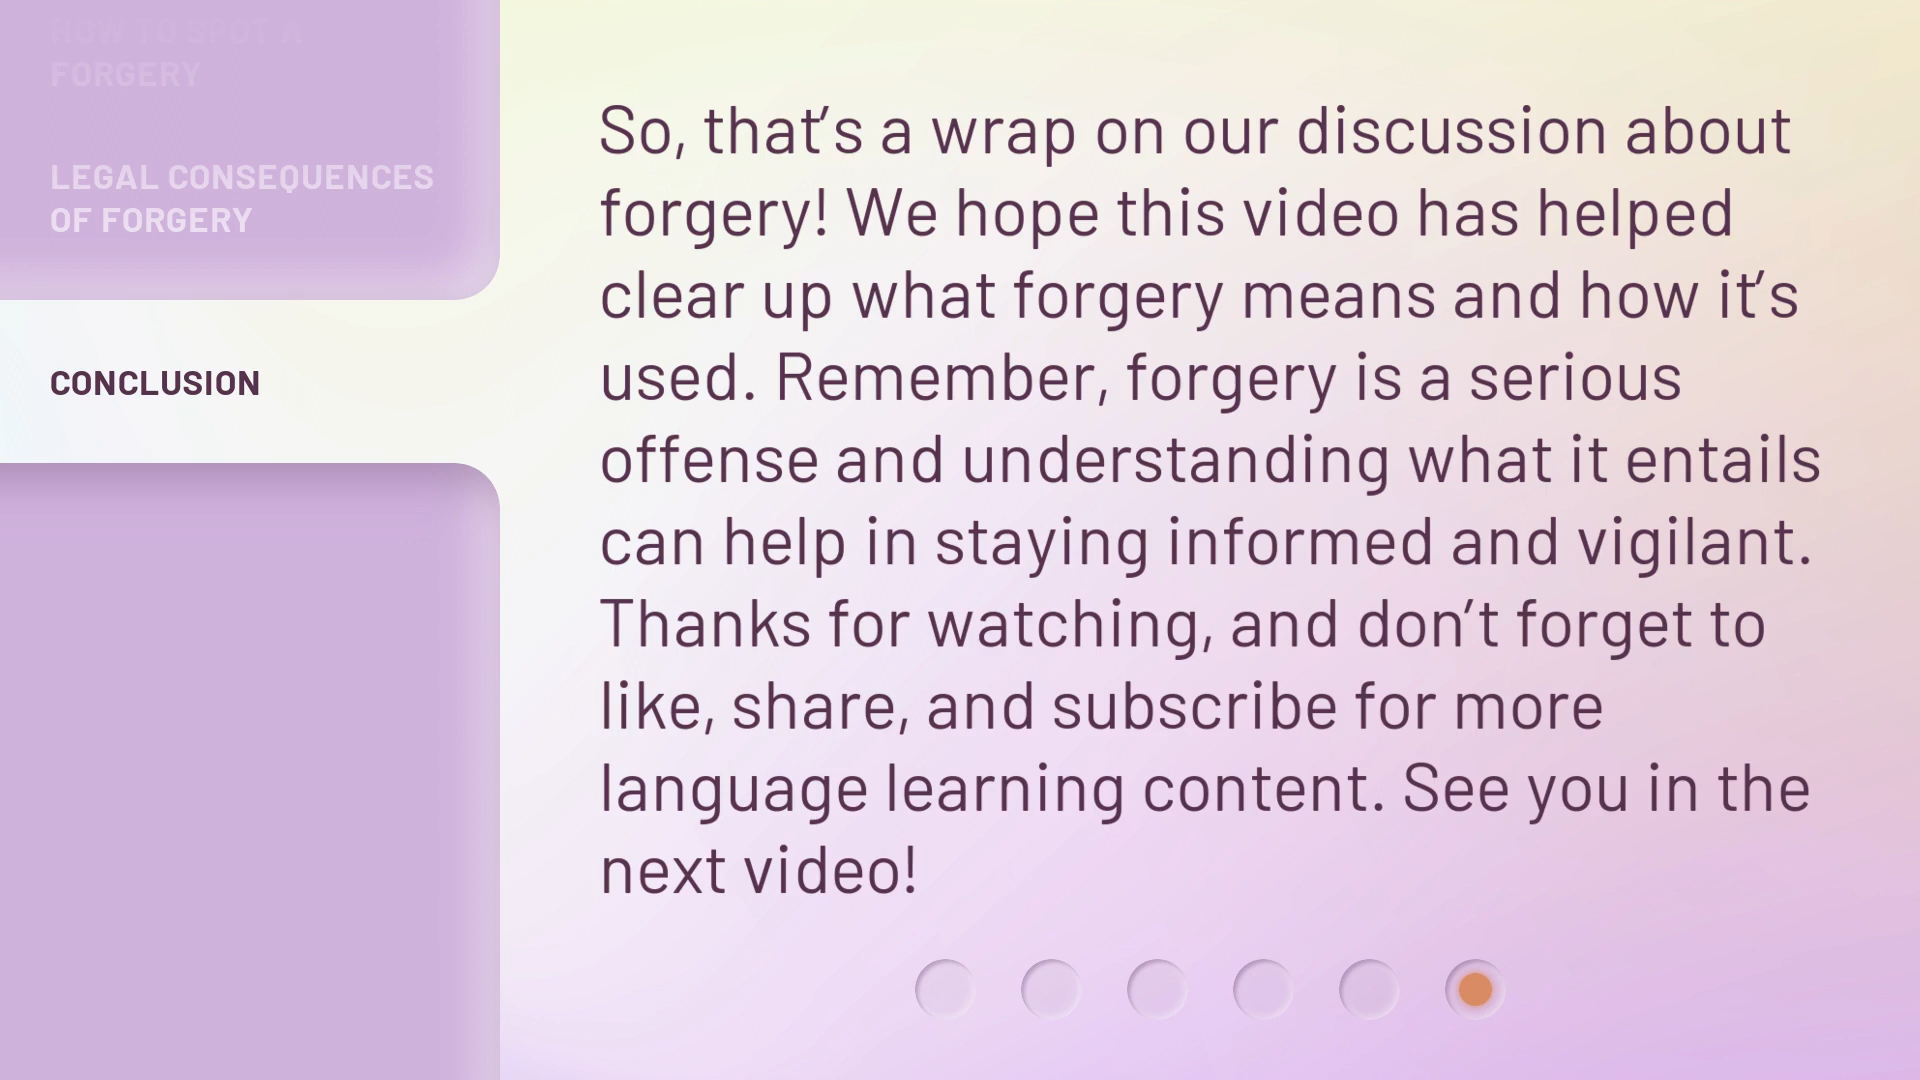 HOW TO SPOT A
FORGERY
LEGAL CONSEQUENCES
OF FORGERY
CONCLUSION
So, that’s a wrap on our discussion about
forgery! We hope this video has helped
clear up what forgery means and how it’s
used. Remember, forgery is a serious
offense and understanding what it entails
can help in staying informed and vigilant.
Thanks for watching, and don’t forget to
like, share, and subscribe for more
language learning content. See you in the
next video!